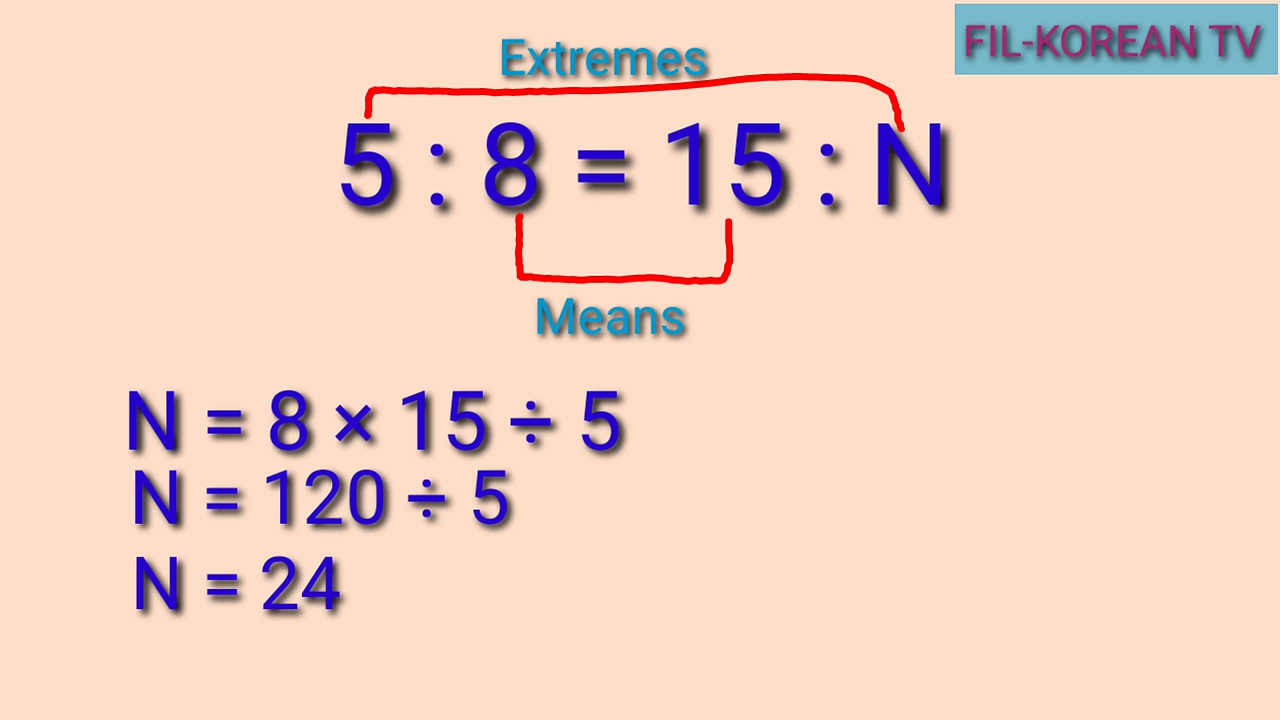 FIL-KOREAN TV
Extremes
5 : 8 = 15 : N
Means
N = 8 × 15 ÷ 5
N = 120 ÷ 5
N = 24